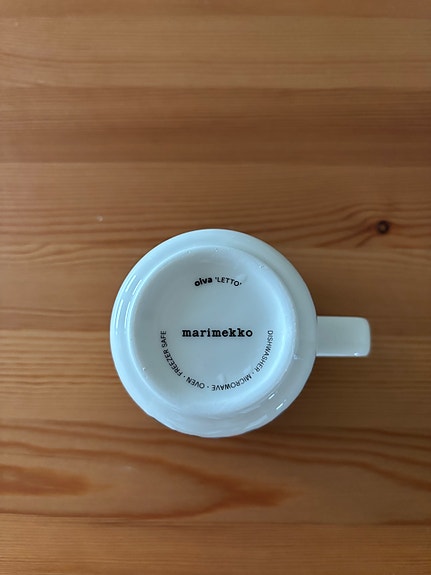 oiva 'LETTO'
marimekko
DISHWASHER · MICROWAVE · OVEN · FREEZER SAFE